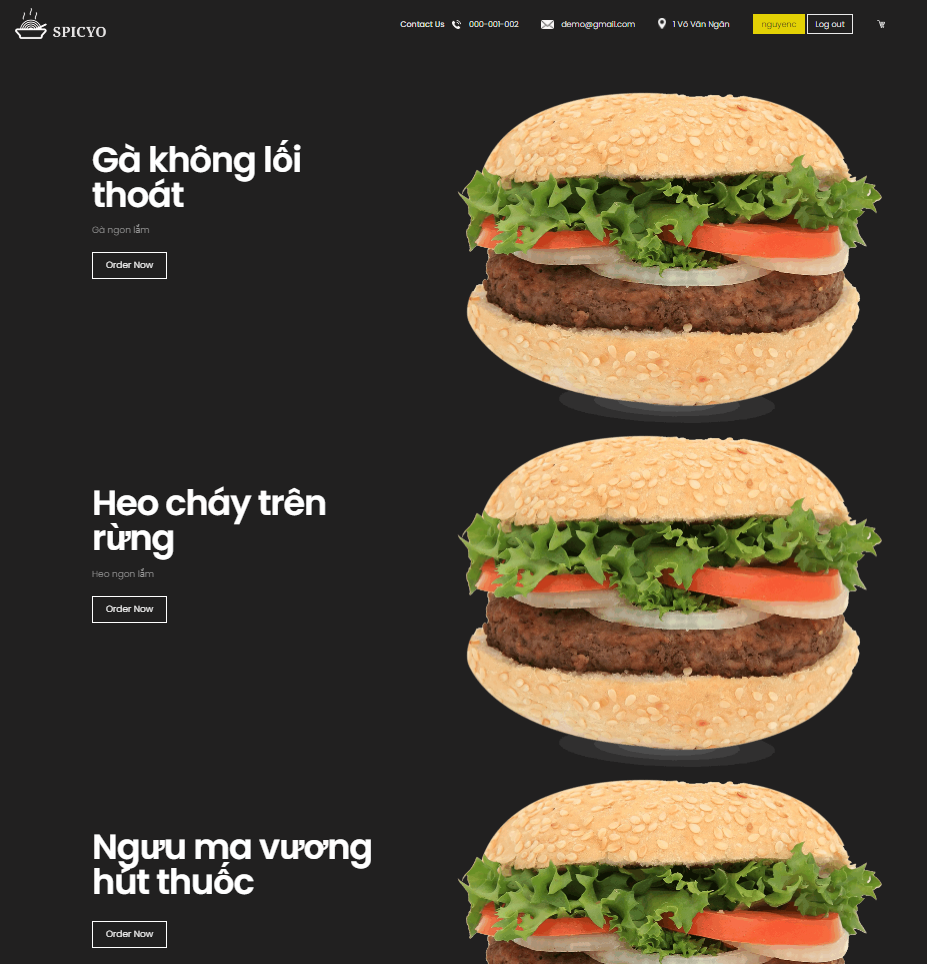 SPICYO
Contact Us 000-001-002 demo@gmail.com 1 Võ Văn Ngân nguyenc Log out
Gà không lối
thoát
Gà ngon lắm
Order Now
Heo cháy trên
rừng
Heo ngon lắm
Order Now
Ngưu ma vương
hút thuốc
Order Now